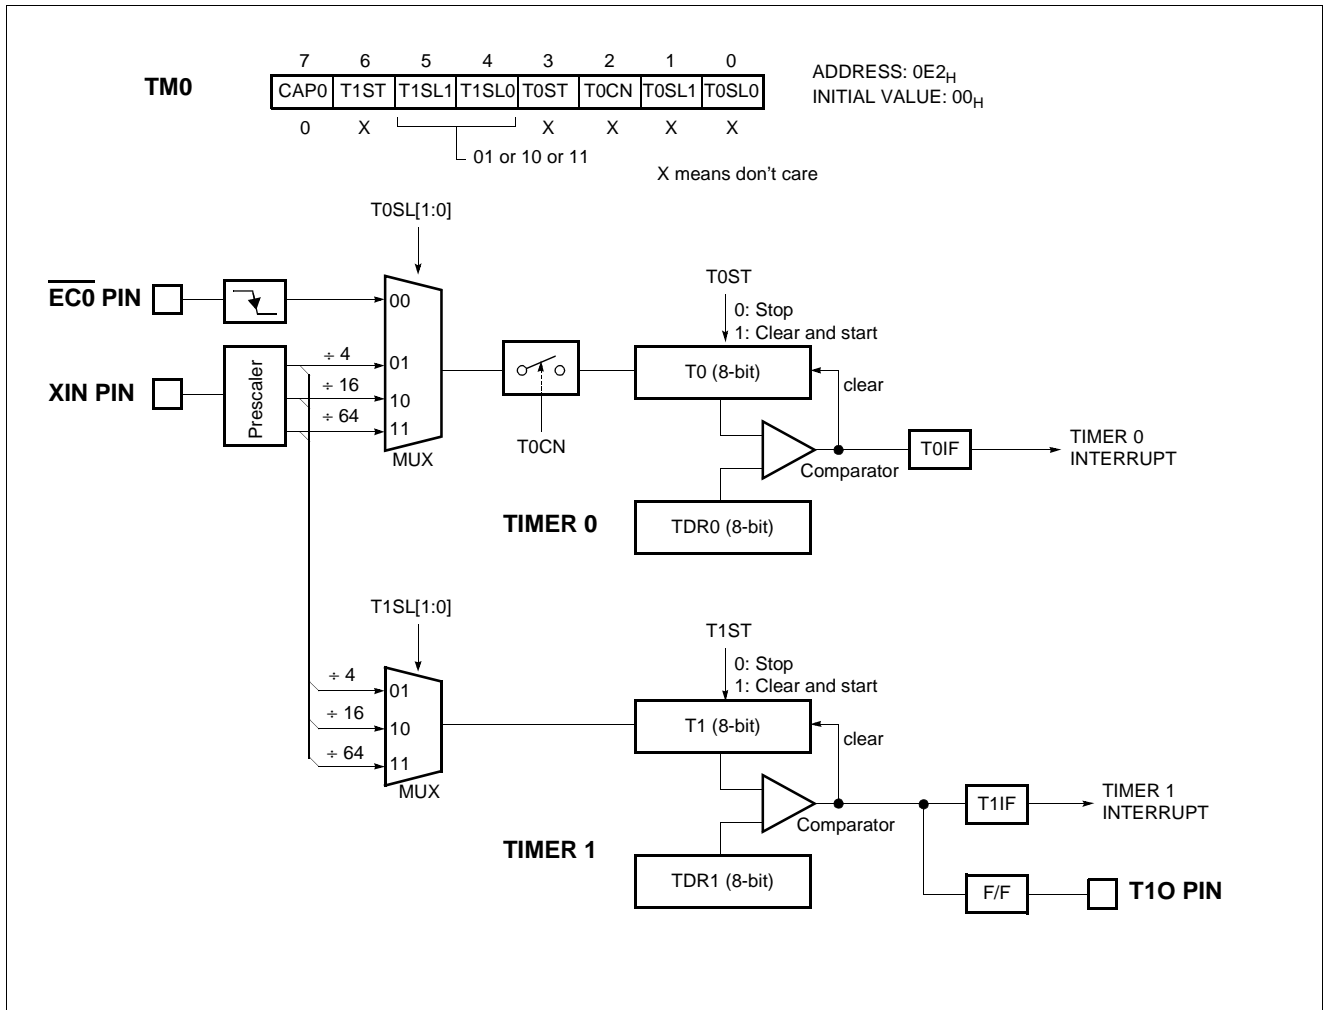 7 6 5 4 3 2 1 0
TM0
CAP0 T1ST T1SL1 T1SL0 T0ST T0CN T0SL1 T0SL0
ADDRESS: 0E2H
INITIAL VALUE: 00H
0 X X X X X
01 or 10 or 11
X means don't care
T0SL[1:0]
EC0 PIN
00
T0ST
0: Stop
1: Clear and start
XIN PIN
Prescaler
÷ 4
01
÷ 16
10
÷ 64
11
MUX
T0CN
T0 (8-bit)
clear
Comparator
T0IF
TIMER 0
INTERRUPT
TIMER 0
TDR0 (8-bit)
T1SL[1:0]
T1ST
0: Stop
1: Clear and start
÷ 4
01
÷ 16
10
÷ 64
11
MUX
T1 (8-bit)
clear
Comparator
T1IF
TIMER 1
INTERRUPT
TIMER 1
TDR1 (8-bit)
F/F
T1O PIN